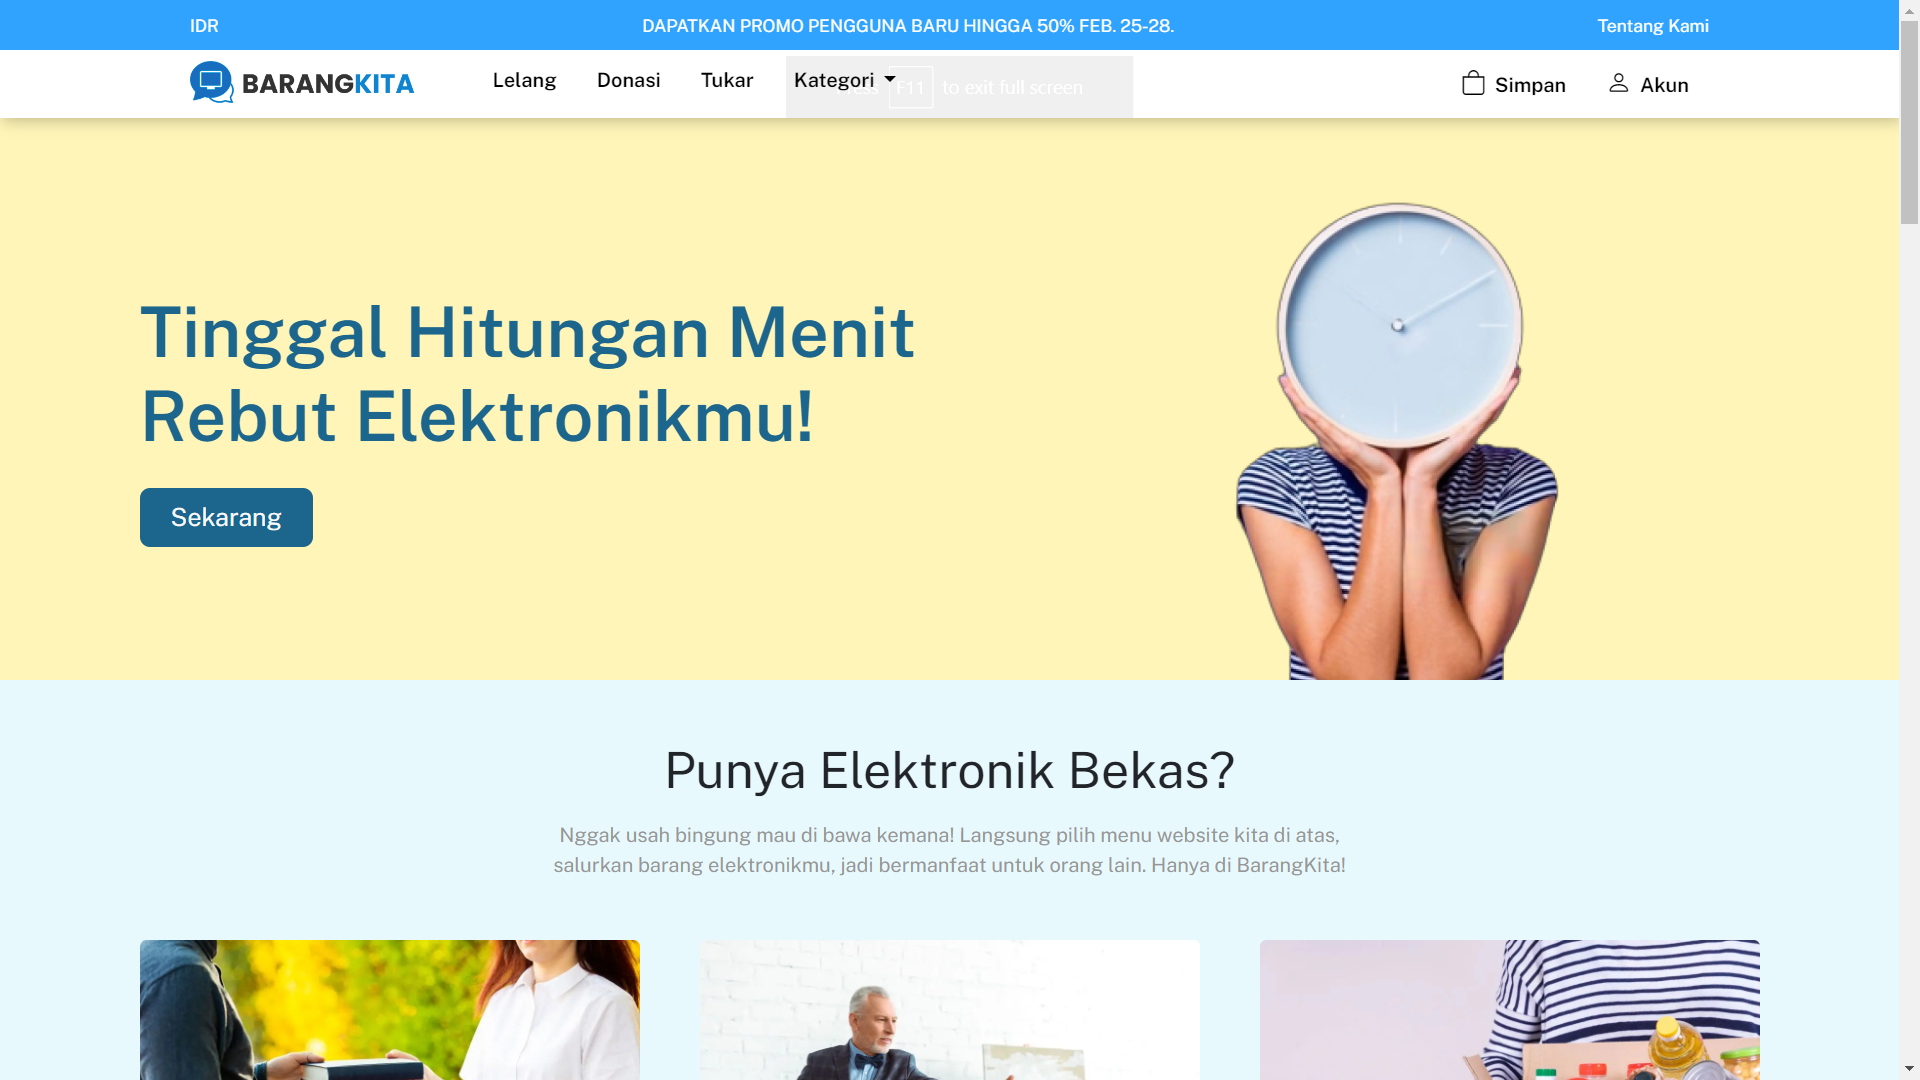 IDR
DAPATKAN PROMO PENGGUNA BARU HINGGA 50% FEB. 25-28.
Tentang Kami
BARANGKITA
Lelang
Donasi
Tukar
Kategori
F11 to exit full screen
Simpan
Akun
Tinggal Hitungan Menit
Rebut Elektronikmu!
Sekarang
Punya Elektronik Bekas?
Nggak usah bingung mau di bawa kemana! Langsung pilih menu website kita di atas,
salurkan barang elektronikmu, jadi bermanfaat untuk orang lain. Hanya di BarangKita!